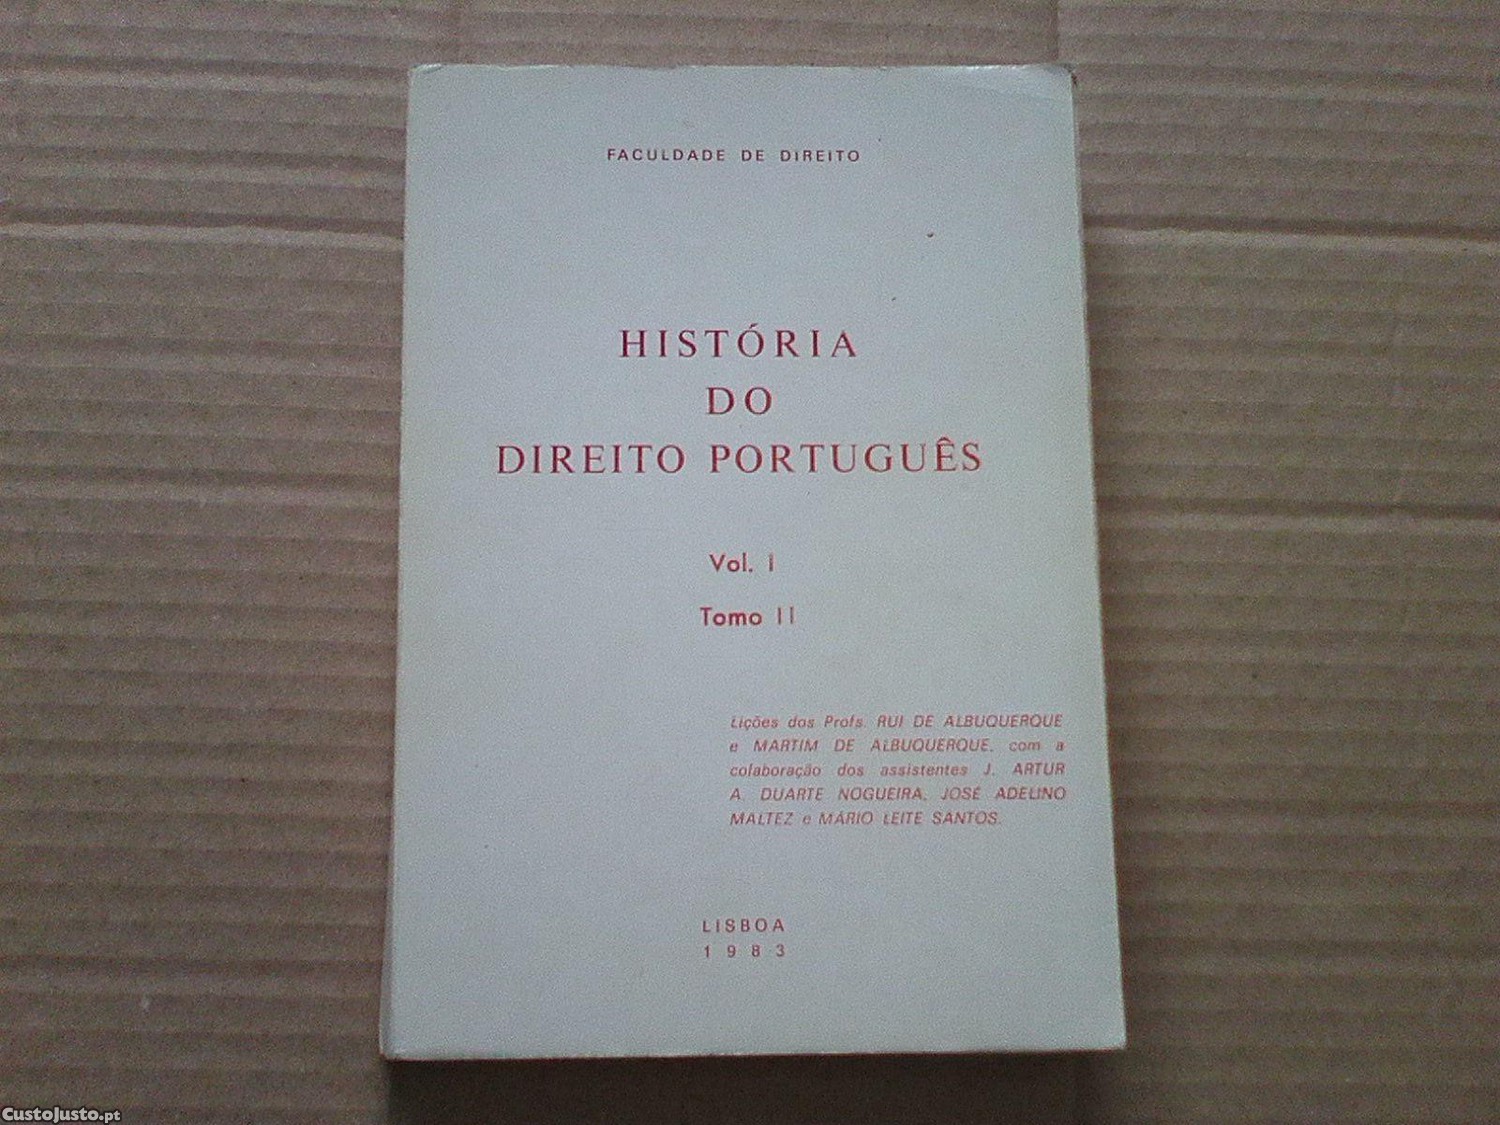 FACULDADE DE DIREITO
HISTÓRIA
DO
DIREITO PORTUGUÊS
Vol. I
Tomo II
Lições dos Profs. RUI DE ALBUQUERQUE
e MARTIM DE ALBUQUERQUE, com a
colaboração dos assistentes J. ARTUR
A. DUARTE NOGUEIRA, JOSÉ ADELINO
MALTEZ e MÁRIO LEITE SANTOS.
LISBOA
1983
CustoJusto.pt